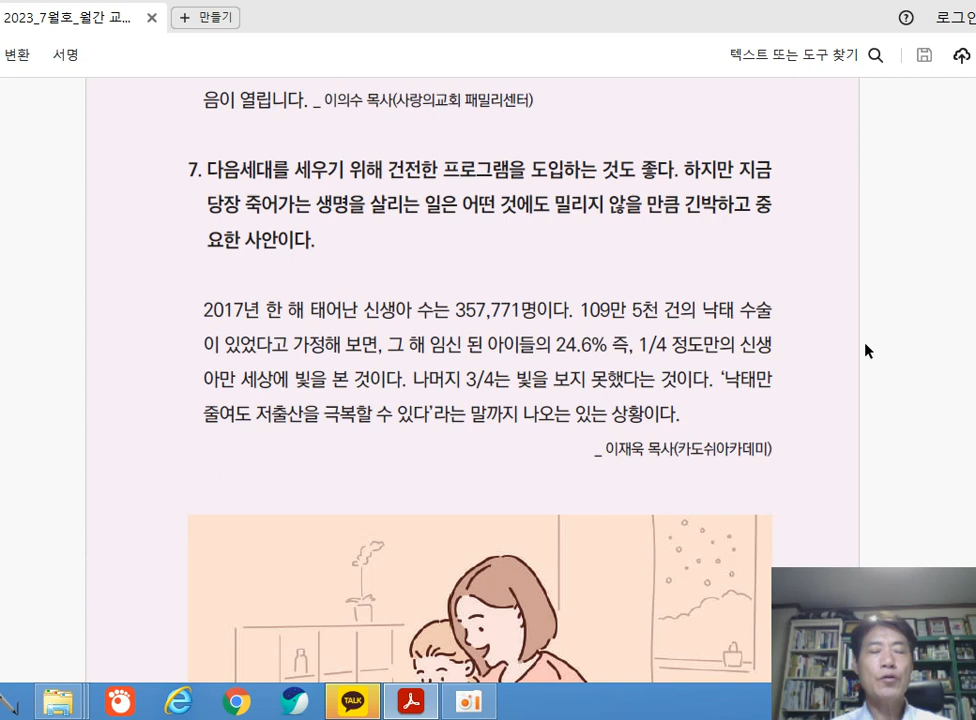 2023_7월호_월간 교...
만들기
로그인
변환
서명
텍스트 또는 도구 찾기
음이 열립니다. _ 이의수 목사(사랑의교회 패밀리센터)
7. 다음세대를 세우기 위해 건전한 프로그램을 도입하는 것도 좋다. 하지만 지금
당장 죽어가는 생명을 살리는 일은 어떤 것에도 밀리지 않을 만큼 긴박하고 중
요한 사안이다.
2017년 한 해 태어난 신생아 수는 357,771명이다. 109만 5천 건의 낙태 수술
이 있었다고 가정해 보면, 그 해 임신 된 아이들의 24.6% 즉, 1/4 정도만의 신생
아만 세상에 빛을 본 것이다. 나머지 3/4는 빛을 보지 못했다는 것이다. ‘낙태만
줄여도 저출산을 극복할 수 있다’라는 말까지 나오는 있는 상황이다.
_ 이재욱 목사(카도쉬아카데미)
TALK